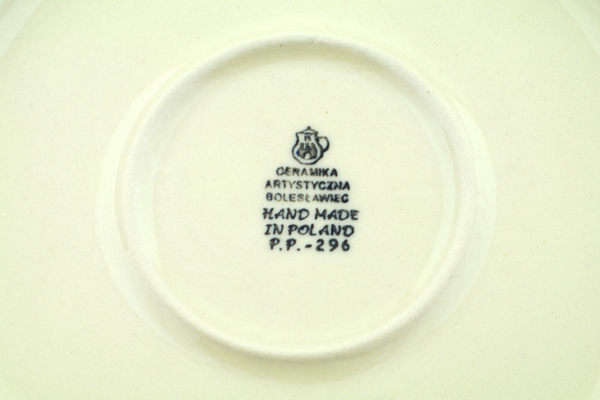 CERAMIKA
ARTYSTYCZNA
BOLESŁAWIEC
HAND MADE
IN POLAND
P.P.-296